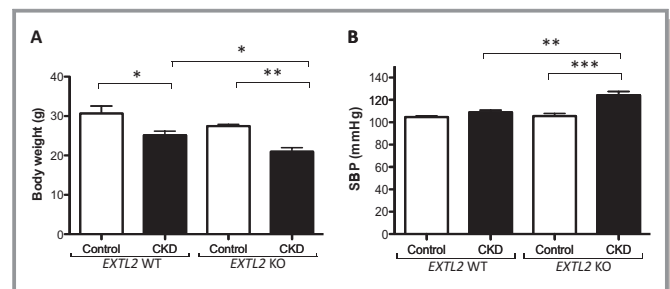 A
*
*
**
Body weight (g)
40
30
20
10
0
Control CKD Control CKD
EXTL2 WT EXTL2 KO
B
**
***
SBP (mmHg)
140
120
100
80
60
40
20
0
Control CKD Control CKD
EXTL2 WT EXTL2 KO